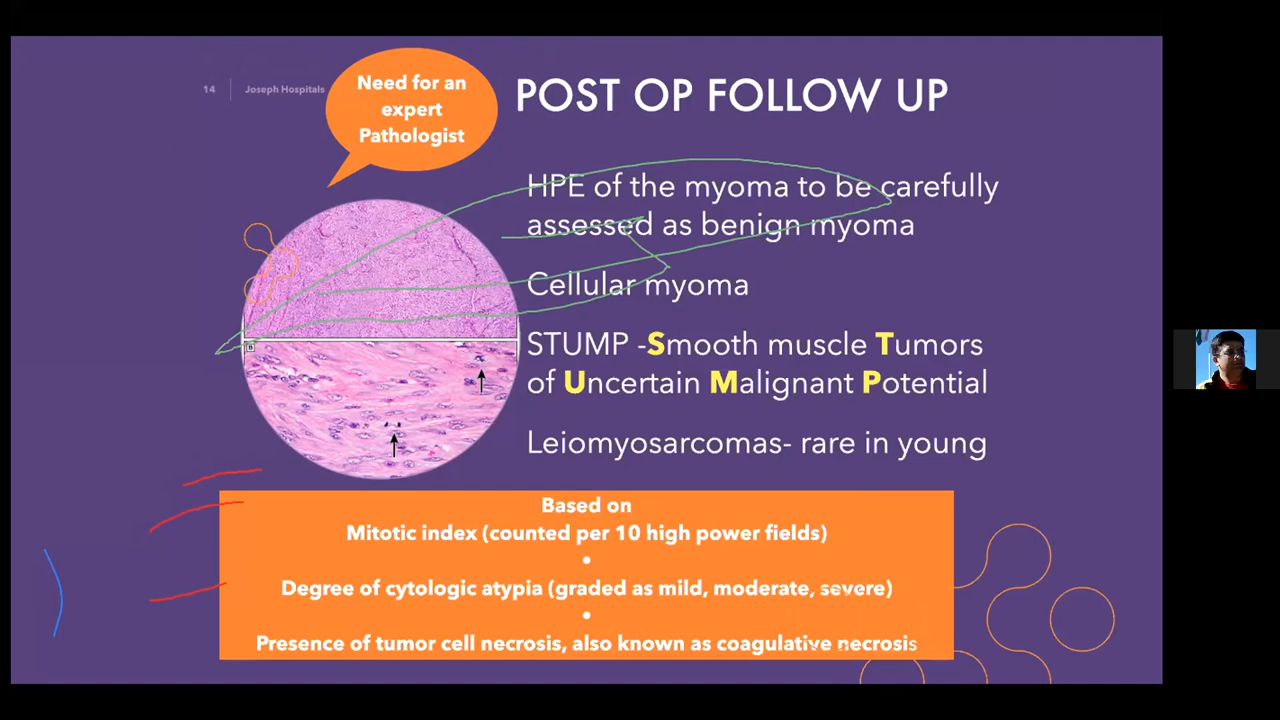 14
Joseph Hospitals
Need for an
expert
Pathologist
POST OP FOLLOW UP
HPE of the myoma to be carefully
assessed as benign myoma
Cellular myoma
STUMP -Smooth muscle Tumors
of Uncertain Malignant Potential
Leiomyosarcomas- rare in young
B
Based on
Mitotic index (counted per 10 high power fields)
•
Degree of cytologic atypia (graded as mild, moderate, severe)
•
Presence of tumor cell necrosis, also known as coagulative necrosis